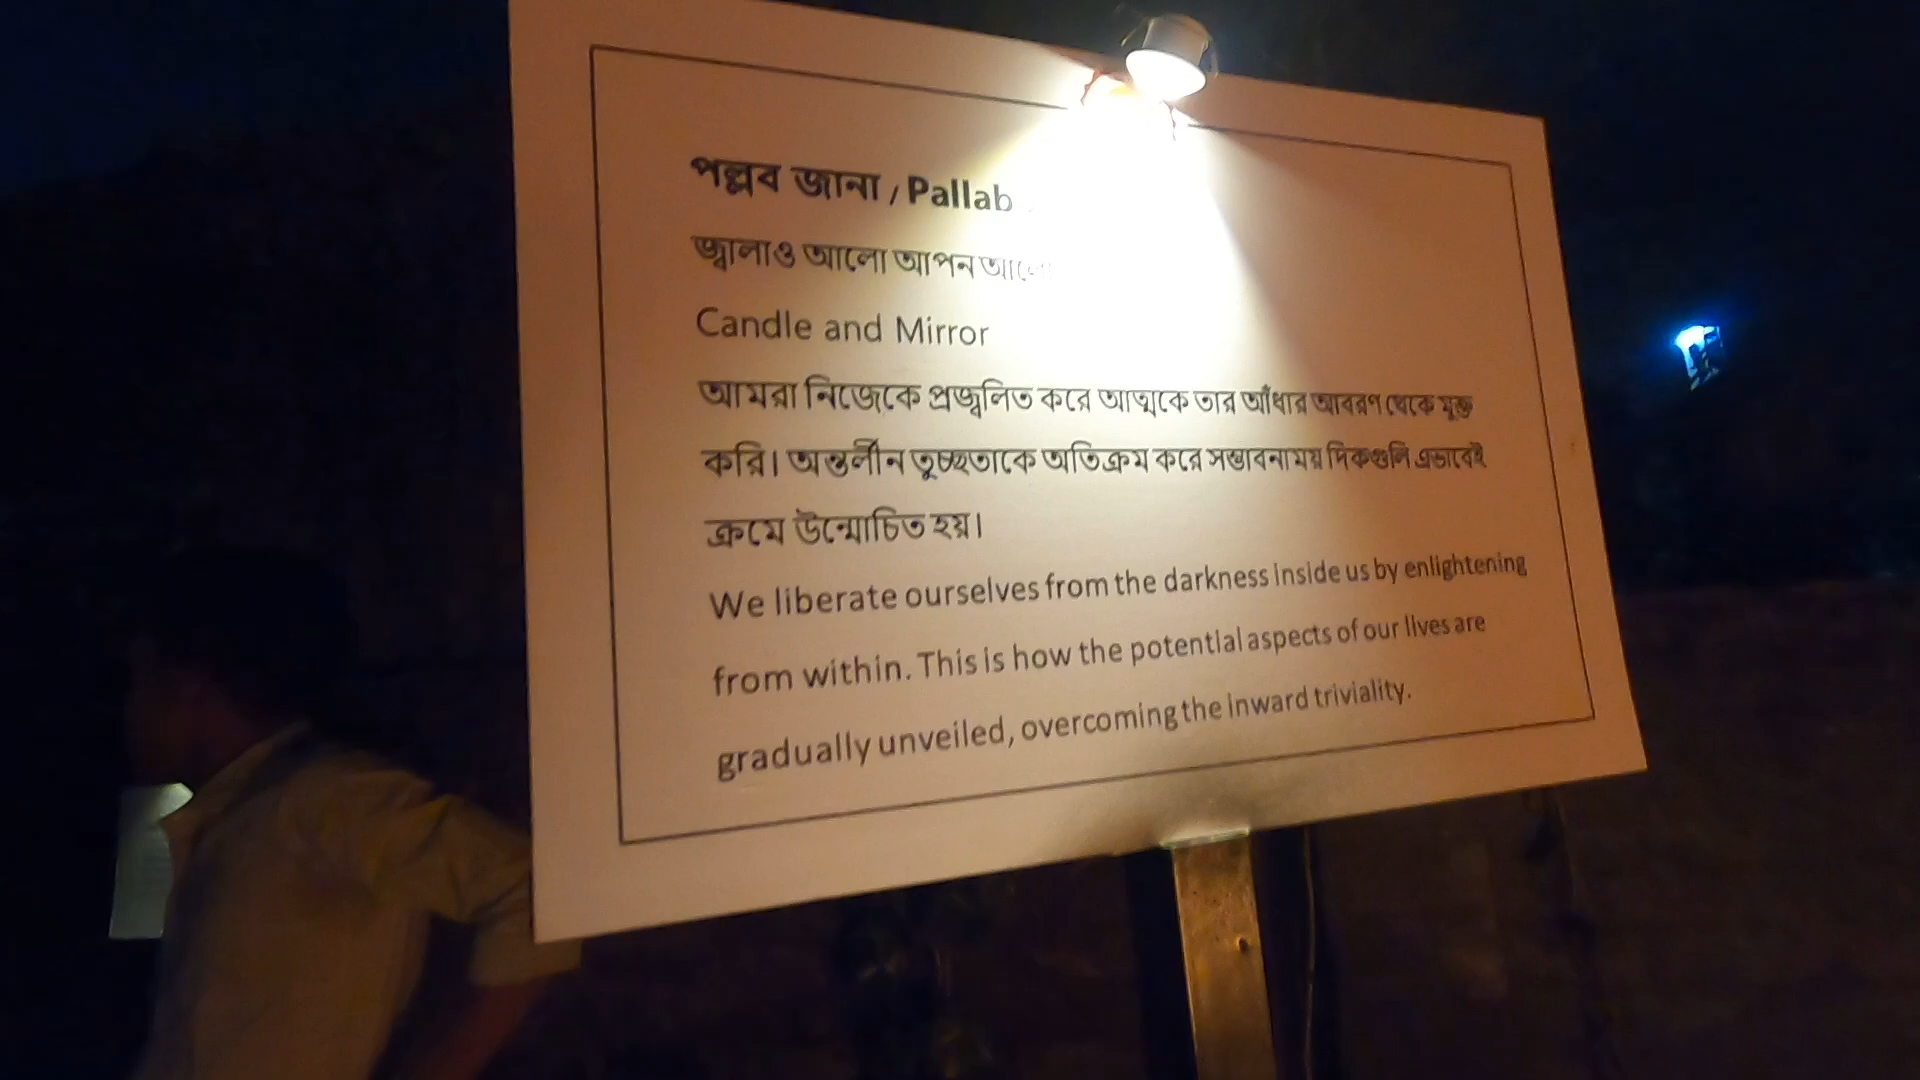 পল্লব জানা / Pallab
জ্বালাও আলো আপন আলো
Candle and Mirror
আমরা নিজেকে প্রজ্বলিত করে আত্মকে তার আঁধার আবরণ থেকে মুক্ত
করি। অন্তর্লীন তুচ্ছতাকে অতিক্রম করে সম্ভাবনাময় দিকগুলি এভাবেই
ক্রমে উন্মোচিত হয়।
We liberate ourselves from the darkness inside us by enlightening
from within. This is how the potential aspects of our lives are
gradually unveiled, overcoming the inward triviality.